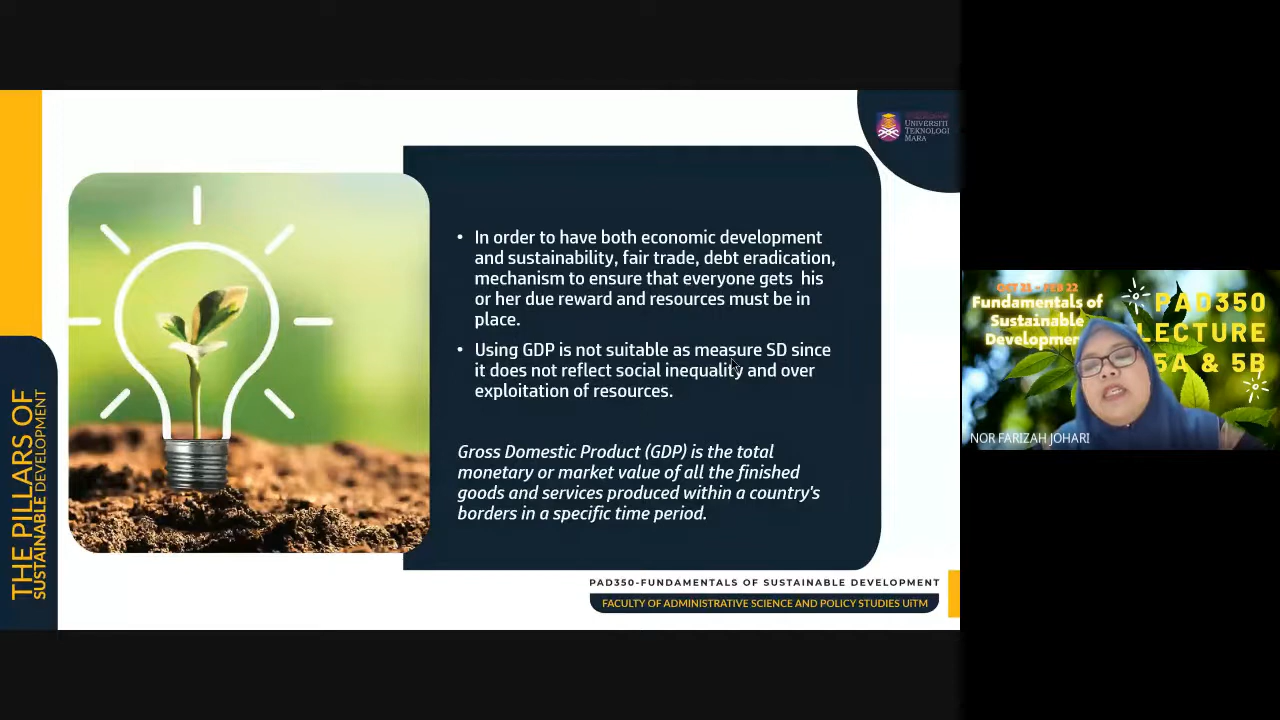 UNIVERSITI
TEKNOLOGI
MARA
• In order to have both economic development
and sustainability, fair trade, debt eradication,
mechanism to ensure that everyone gets his
or her due reward and resources must be in
place.
• Using GDP is not suitable as measure SD since
it does not reflect social inequality and over
exploitation of resources.
Gross Domestic Product (GDP) is the total
monetary or market value of all the finished
goods and services produced within a country's
borders in a specific time period.
THE PILLARS OF
SUSTAINABLE DEVELOPMENT
PAD350-FUNDAMENTALS OF SUSTAINABLE DEVELOPMENT
FACULTY OF ADMINISTRATIVE SCIENCE AND POLICY STUDIES UiTM
OCT 21 - FEB 22
Fundamentals of
Sustainable
Developmen
PAD350
LECTURE
5A & 5B
NOR FARIZAH JOHARI